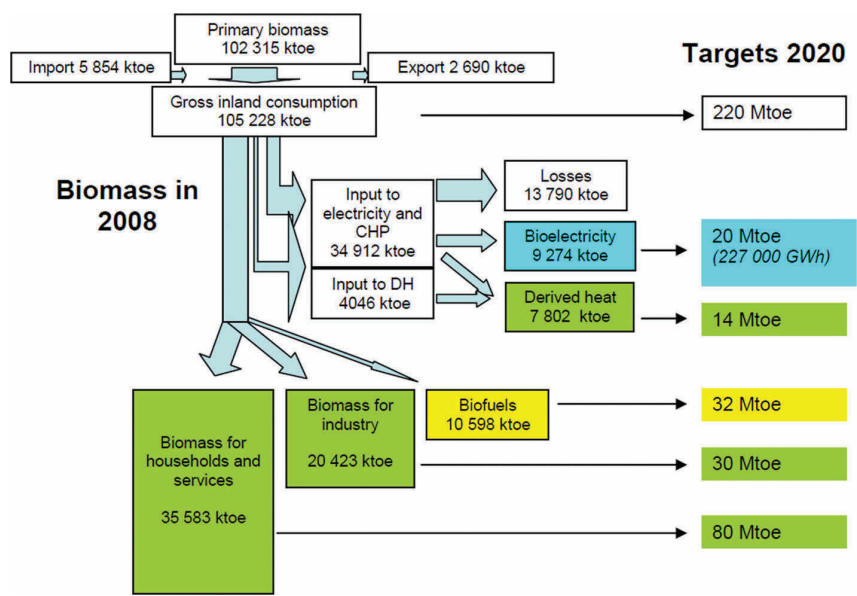 Primary biomass
102 315 ktoe
Targets 2020
Import 5 854 ktoe
Export 2 690 ktoe
Gross inland consumption
105 228 ktoe
220 Mtoe
Biomass in
2008
Input to
electricity and
CHP
34 912 ktoe
Losses
13 790 ktoe
Bioelectricity
9 274 ktoe
20 Mtoe
(227 000 GWh)
Input to DH
4046 ktoe
Derived heat
7 802 ktoe
14 Mtoe
Biomass for
households and
services
35 583 ktoe
Biomass for
industry
20 423 ktoe
Biofuels
10 598 ktoe
32 Mtoe
30 Mtoe
80 Mtoe